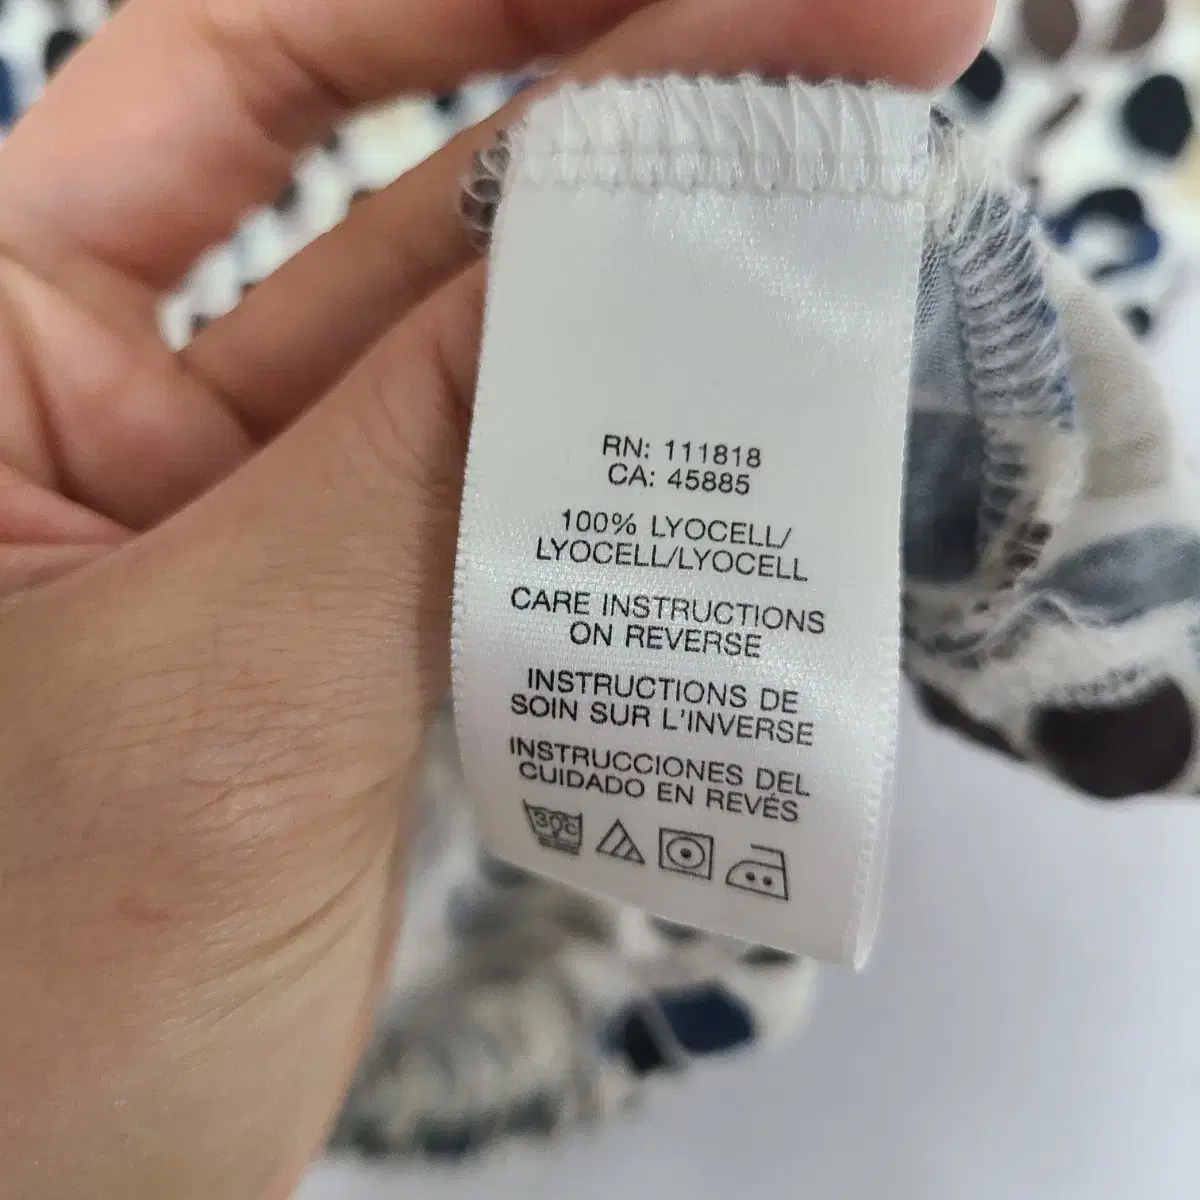 RN: 111818
CA: 45885
100% LYOCELL/
LYOCELL/LYOCELL
CARE INSTRUCTIONS
ON REVERSE
INSTRUCTIONS DE
SOIN SUR L'INVERSE
INSTRUCCIONES DEL
CUIDADO EN REVÉS
30°C